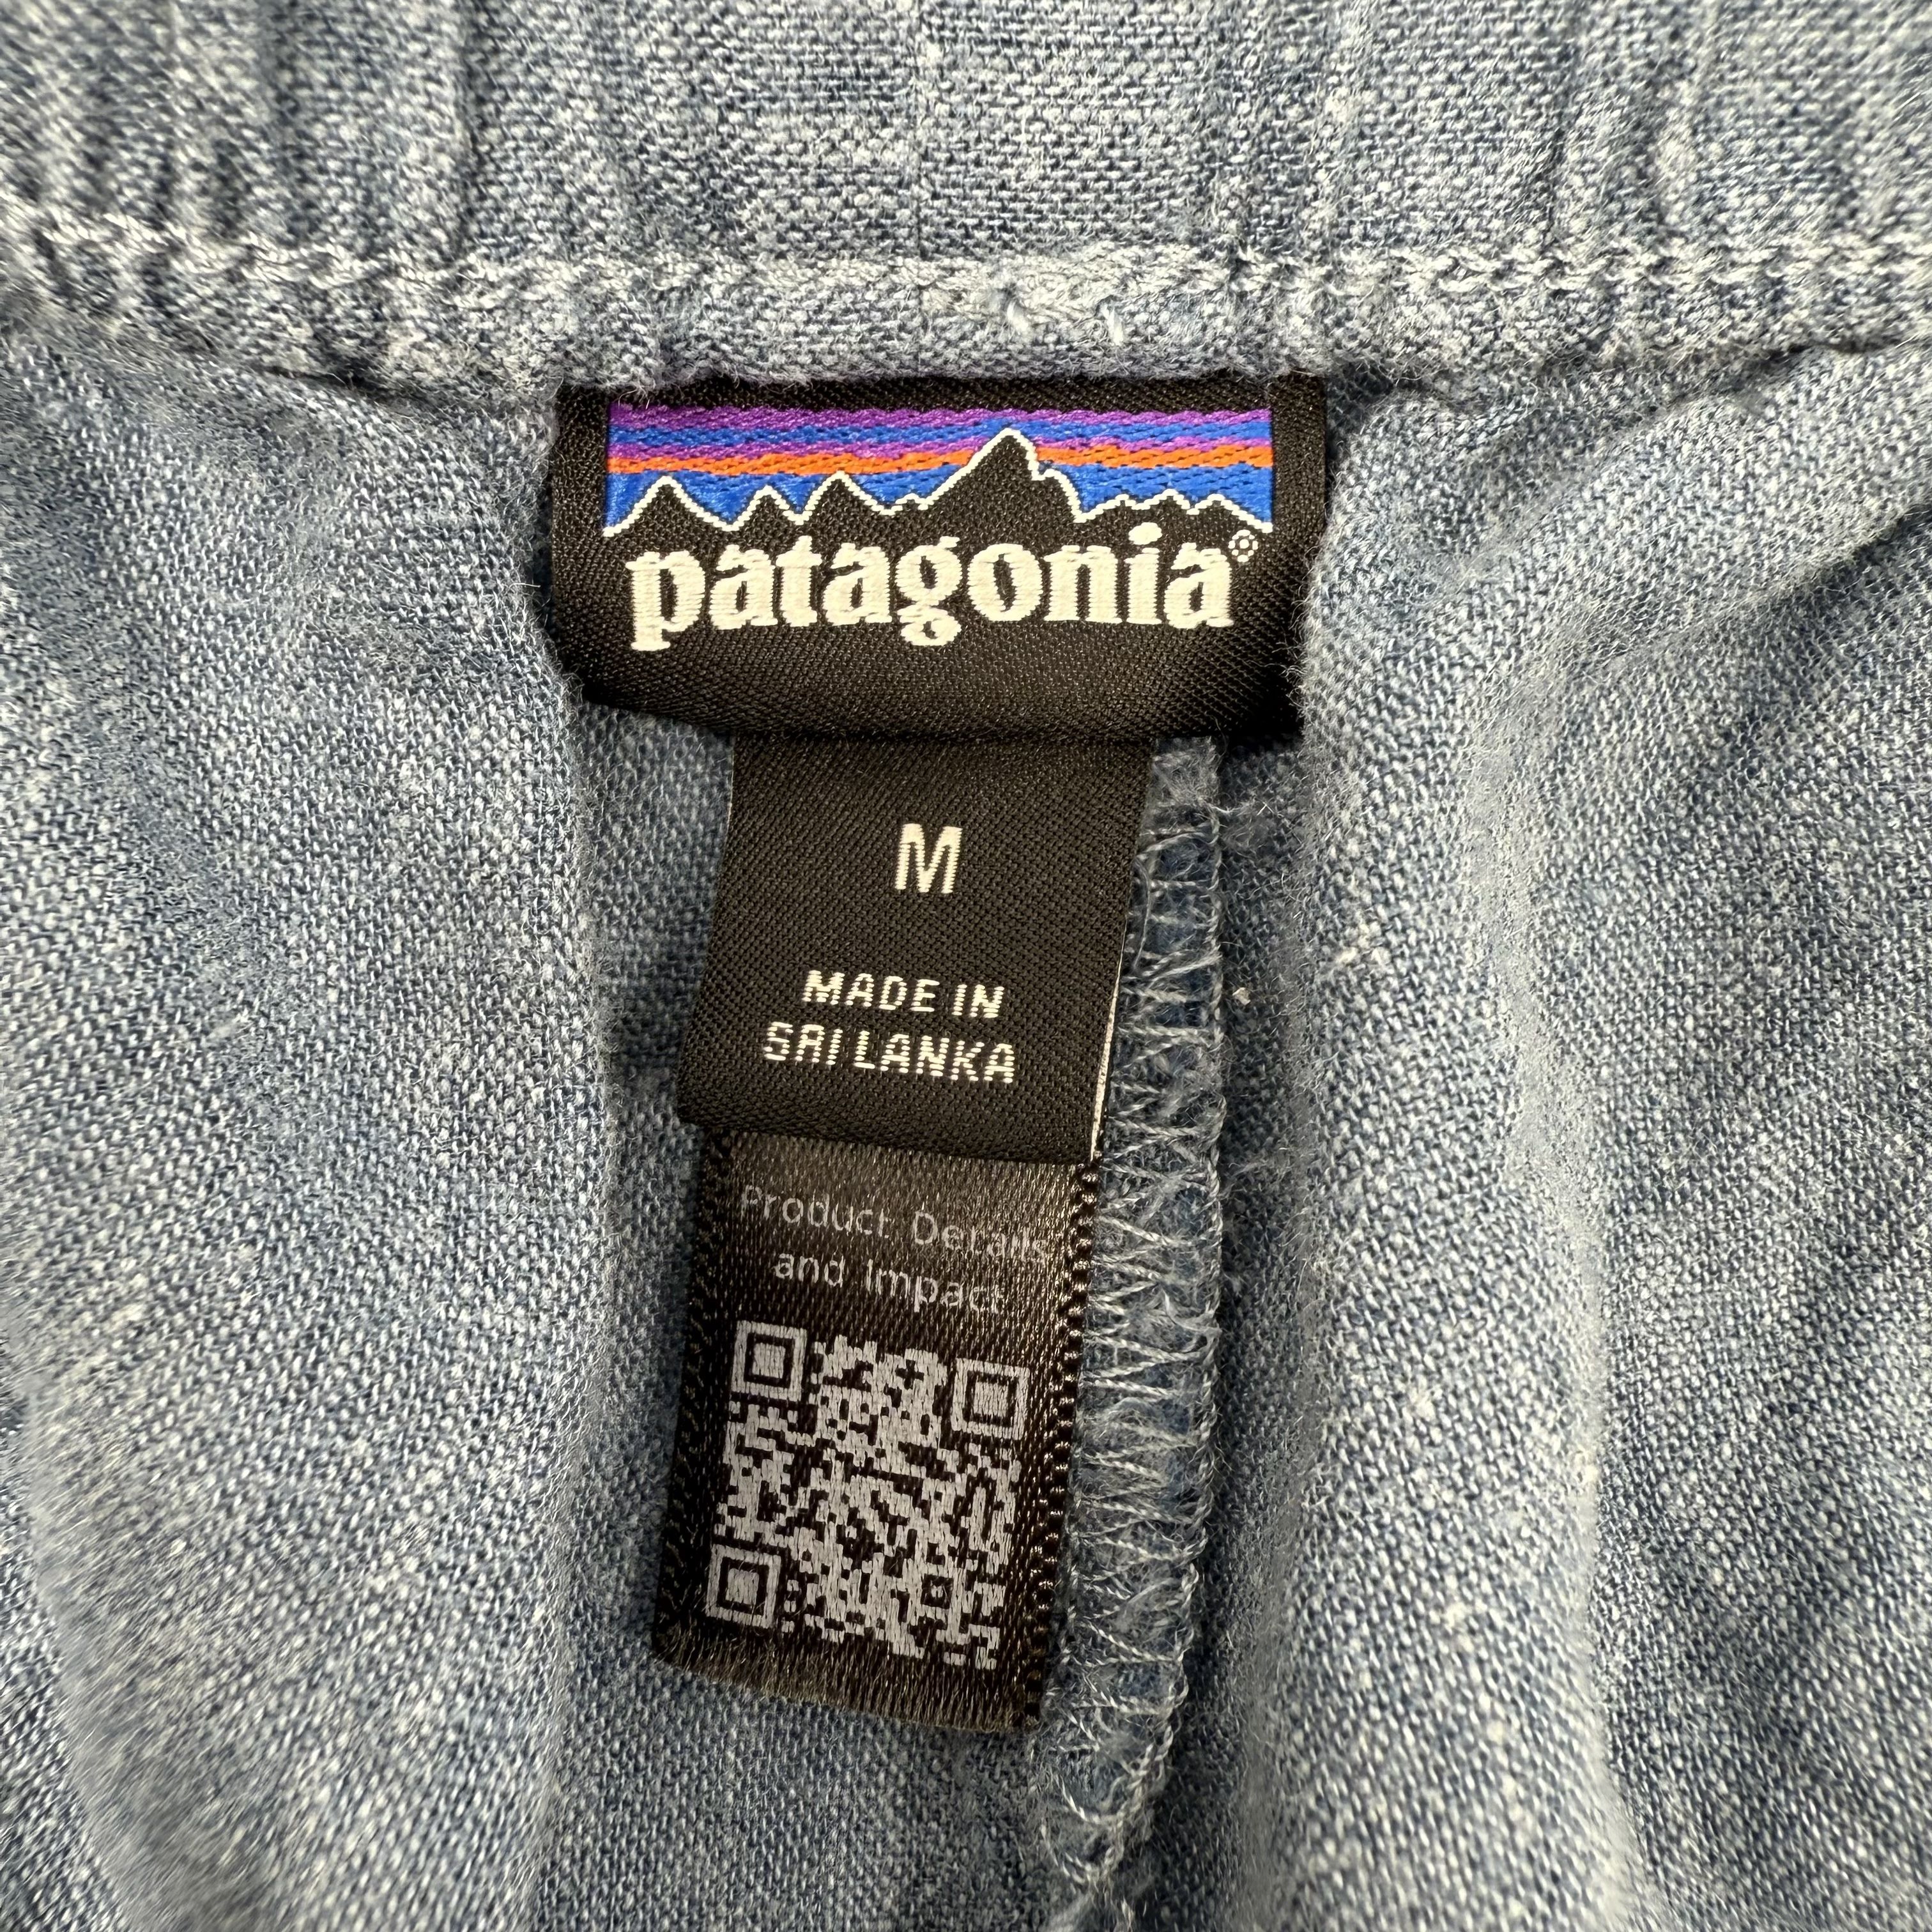 patagonia®
M
MADE IN
SRI LANKA
Product Details
and Impact